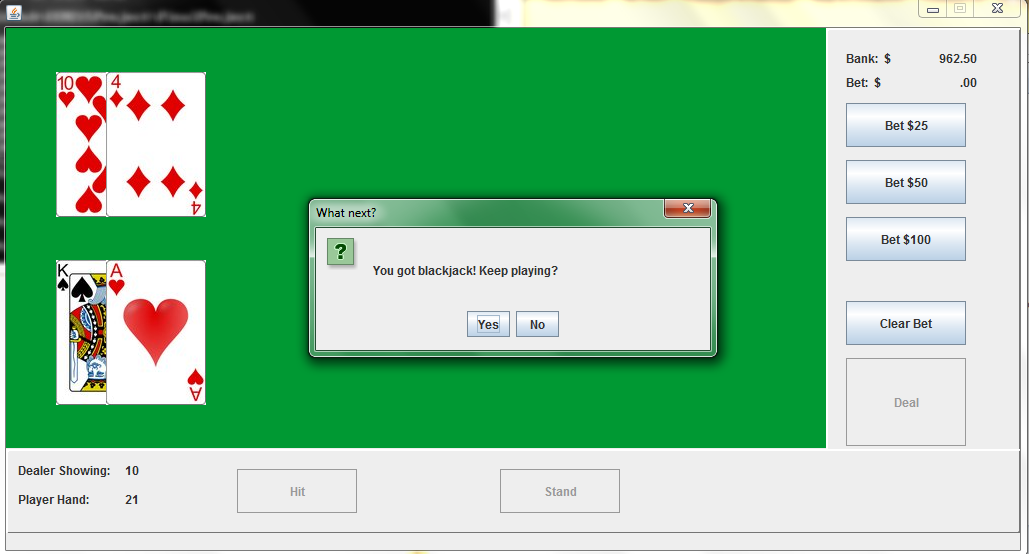 Bank: $ 962.50
Bet: $ .00
10
4
4
Bet $25
Bet $50
What next?
Bet $100
K
A
You got blackjack! Keep playing?
Yes
No
Clear Bet
A
Deal
Dealer Showing: 10
Hit
Stand
Player Hand: 21